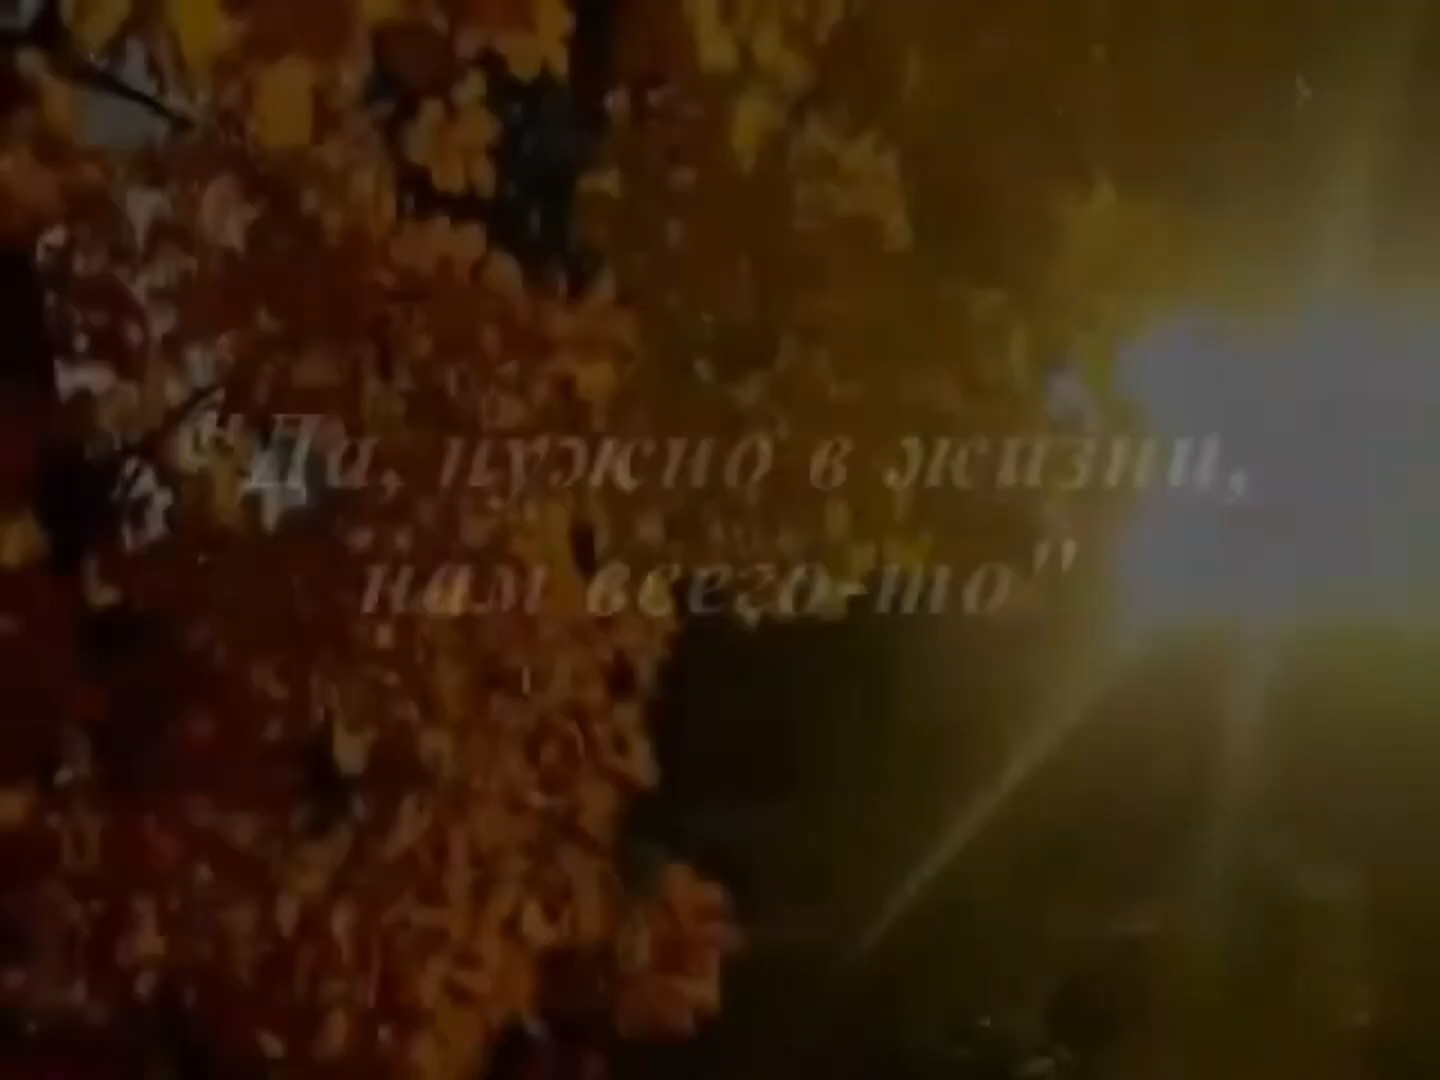 "Да, нужно в жизни,
нам всего-то"